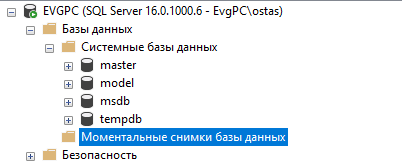 EVGPC (SQL Server 16.0.1000.6 - EvgPC\ostas)
Базы данных
Системные базы данных
master
model
msdb
tempdb
Моментальные снимки базы данных
Безопасность